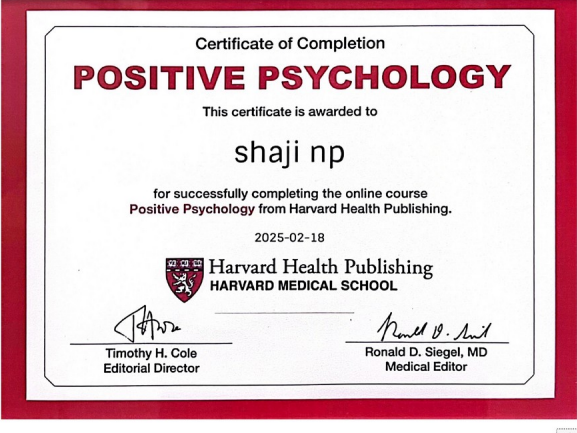 Certificate of Completion
POSITIVE PSYCHOLOGY
This certificate is awarded to
shaji np
for successfully completing the online course
Positive Psychology from Harvard Health Publishing.
2025-02-18
Harvard Health Publishing
HARVARD MEDICAL SCHOOL
Timothy H. Cole
Editorial Director
Ronald D. Siegel, MD
Medical Editor